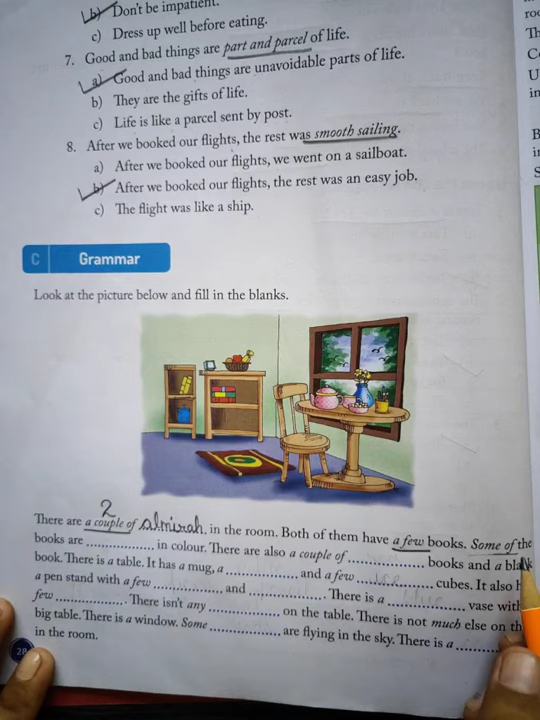 b) Don't be impatient.
c) Dress up well before eating.
7. Good and bad things are part and parcel of life.
a) Good and bad things are unavoidable parts of life.
b) They are the gifts of life.
c) Life is like a parcel sent by post.
8. After we booked our flights, the rest was smooth sailing.
a) After we booked our flights, we went on a sailboat.
b) After we booked our flights, the rest was an easy job.
c) The flight was like a ship.
C Grammar
Look at the picture below and fill in the blanks.
2
There are a couple of almirah in the room. Both of them have a few books. Some of the
books are ............... in colour. There are also a couple of ............... books and a
book. There is a table. It has a mug, a ............... and a few ice cubes. It also
a pen stand with a few ............... and ............... . There is a blue vase with
few ............... . There isn't any ............... on the table. There is not much else on
big table. There is a window. Some ............... are flying in the sky. There is a ..........
in the room.
28